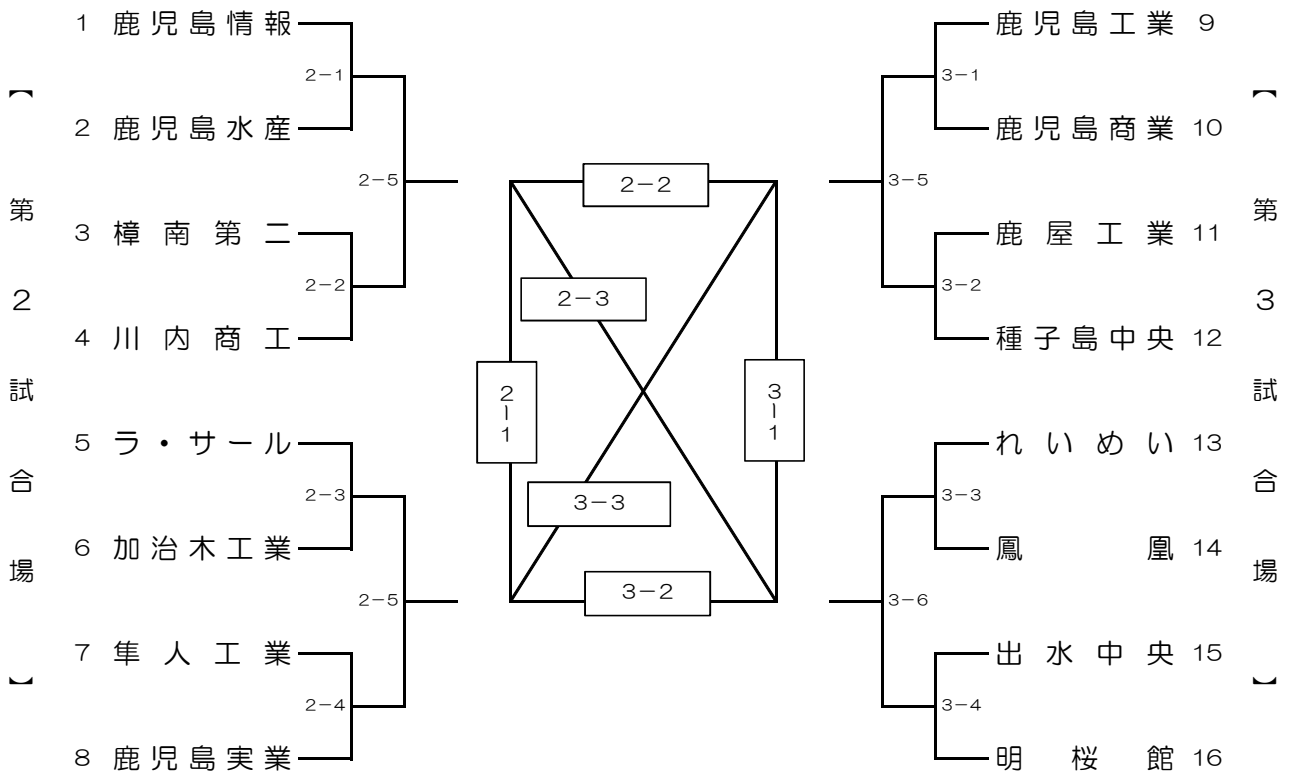 【第2試合場】
1 鹿児島情報
2-1
2 鹿児島水産
2-5
3 樟南第二
2-2
4 川内商工
5 ラ・サール
2-3
6 加治木工業
2-5
7 隼人工業
2-4
8 鹿児島実業
2-2
2-3
2-1
3-1
3-3
3-2
鹿児島工業 9
3-1
鹿児島商業 10
3-5
鹿屋工業 11
3-2
種子島中央 12
れいめい 13
3-3
鳳凰 14
3-6
出水中央 15
3-4
明桜館 16
【第3試合場】